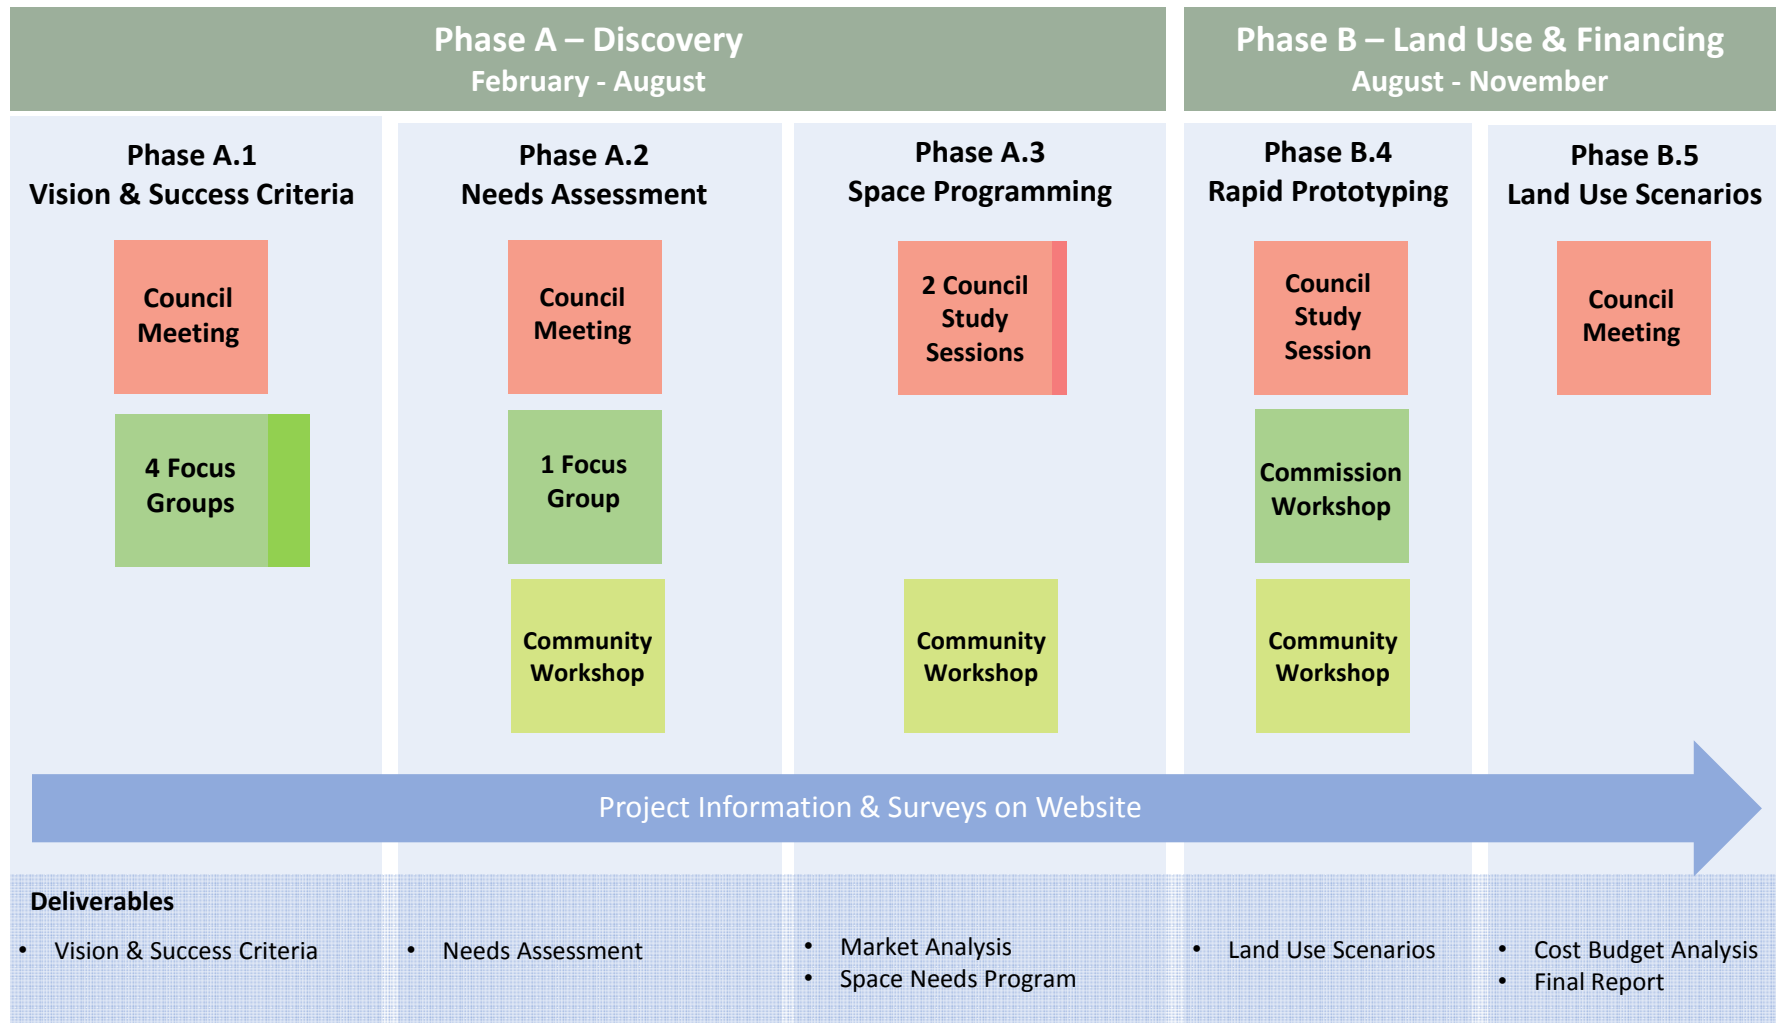 Phase A – Discovery
February - August
Phase B – Land Use & Financing
August - November
Phase A.1
Vision & Success Criteria
Phase A.2
Needs Assessment
Phase A.3
Space Programming
Phase B.4
Rapid Prototyping
Phase B.5
Land Use Scenarios
Council
Meeting
Council
Meeting
2 Council
Study
Sessions
Council
Study
Session
Council
Meeting
4 Focus
Groups
1 Focus
Group
Commission
Workshop
Community
Workshop
Community
Workshop
Community
Workshop
Project Information & Surveys on Website
Deliverables
• Vision & Success Criteria
• Needs Assessment
• Market Analysis
• Space Needs Program
• Land Use Scenarios
• Cost Budget Analysis
• Final Report